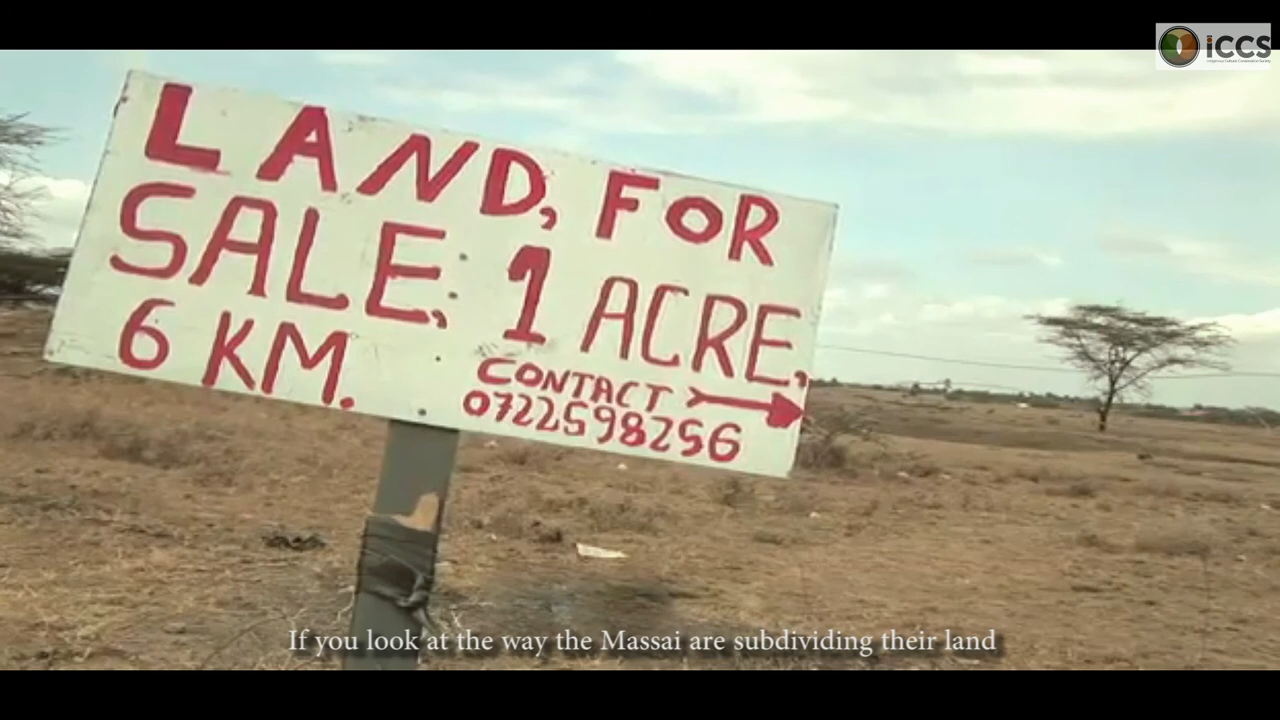 LAND, FOR
SALE; 1 ACRE,
6 KM.
CONTACT
0722598256
iCCS
If you look at the way the Massai are subdividing their land